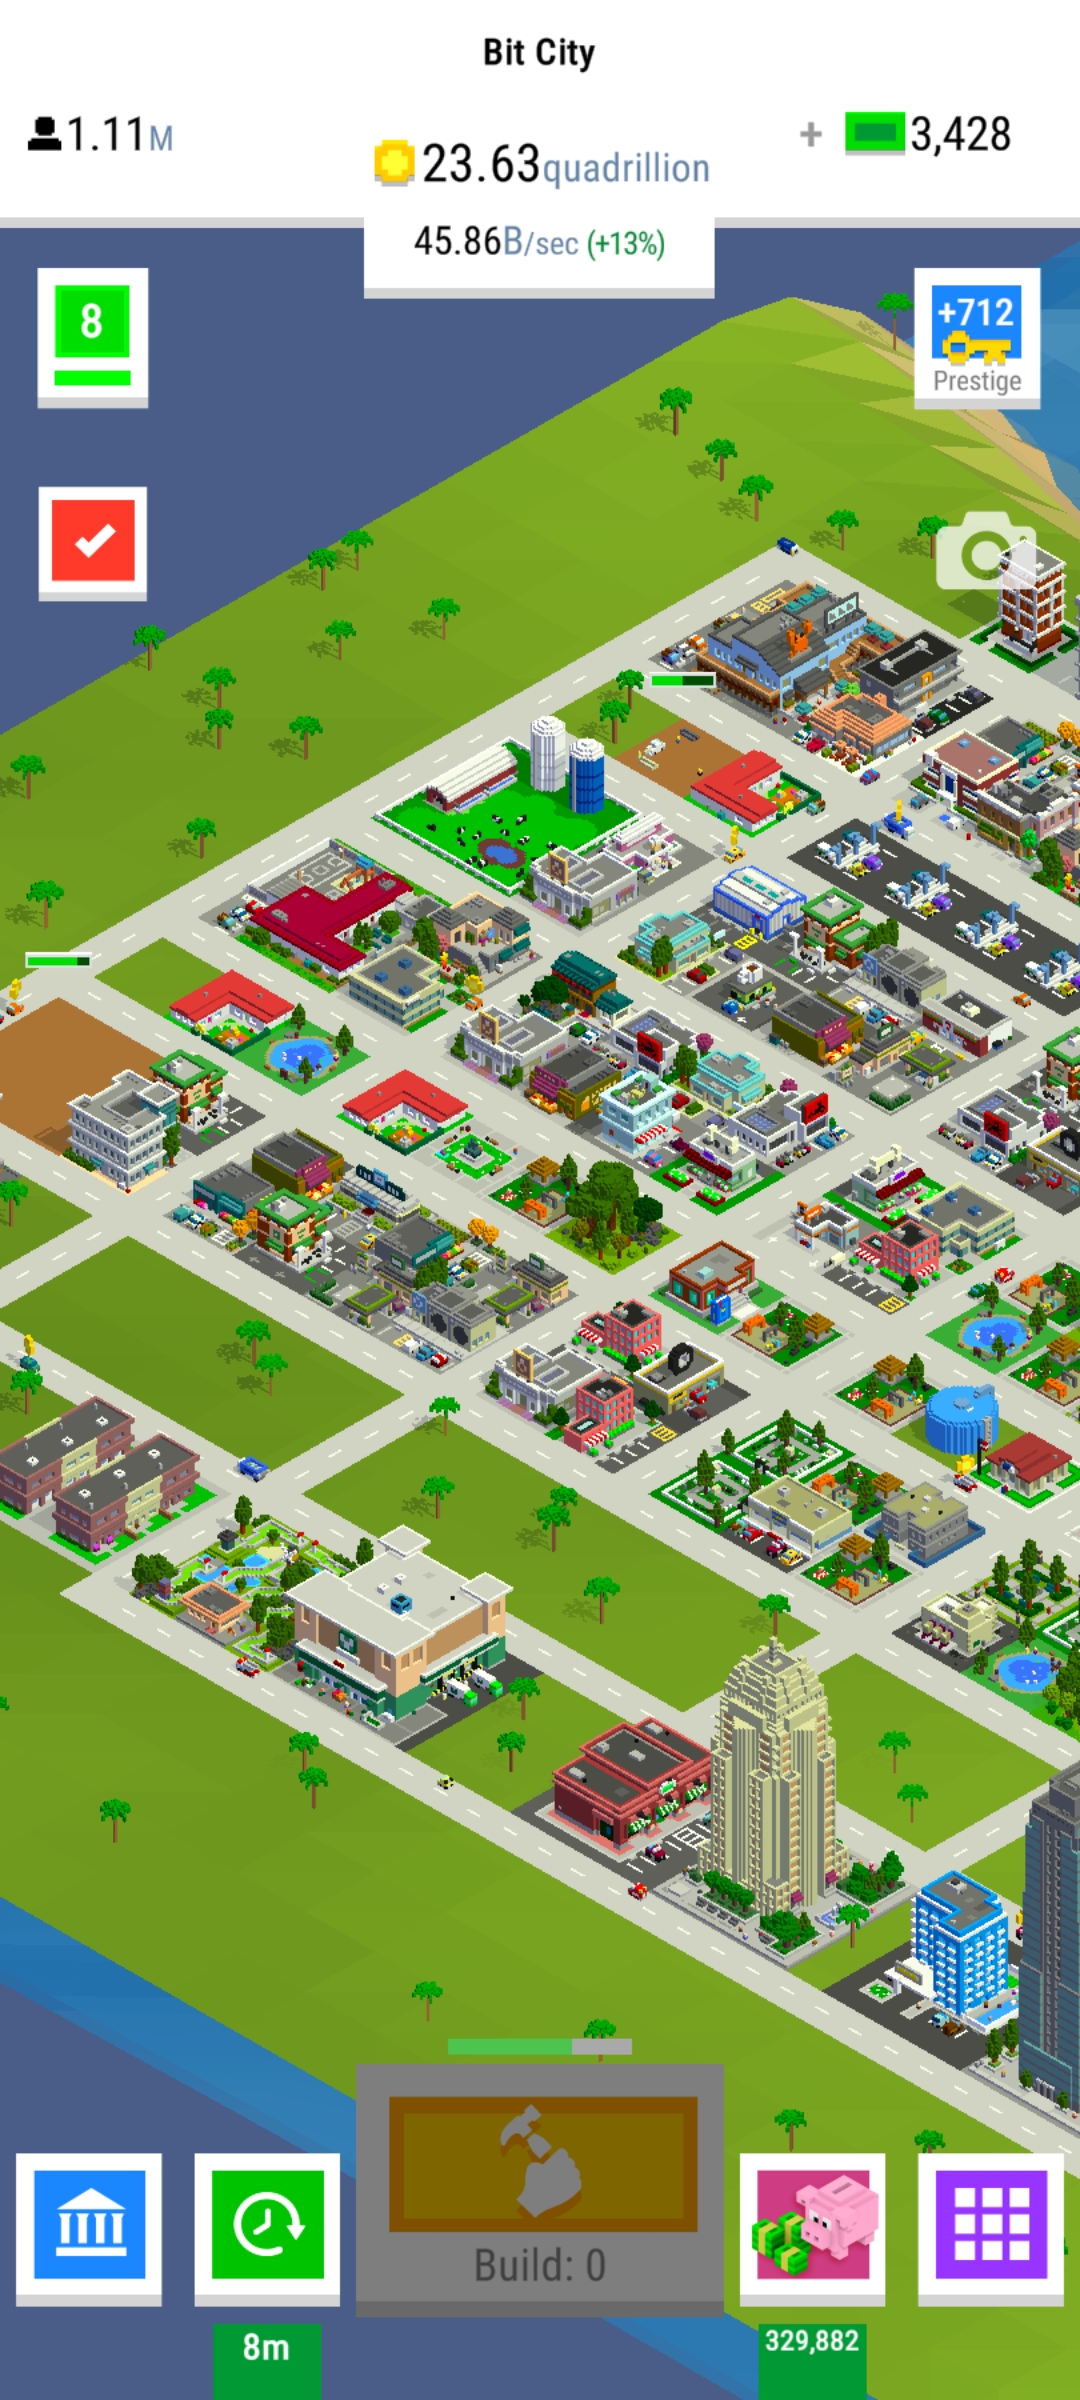 Bit City
1.11M
23.63quadrillion
+ 3,428
45.86B/sec (+13%)
8
+712
Prestige
Build: 0
8m
329,882